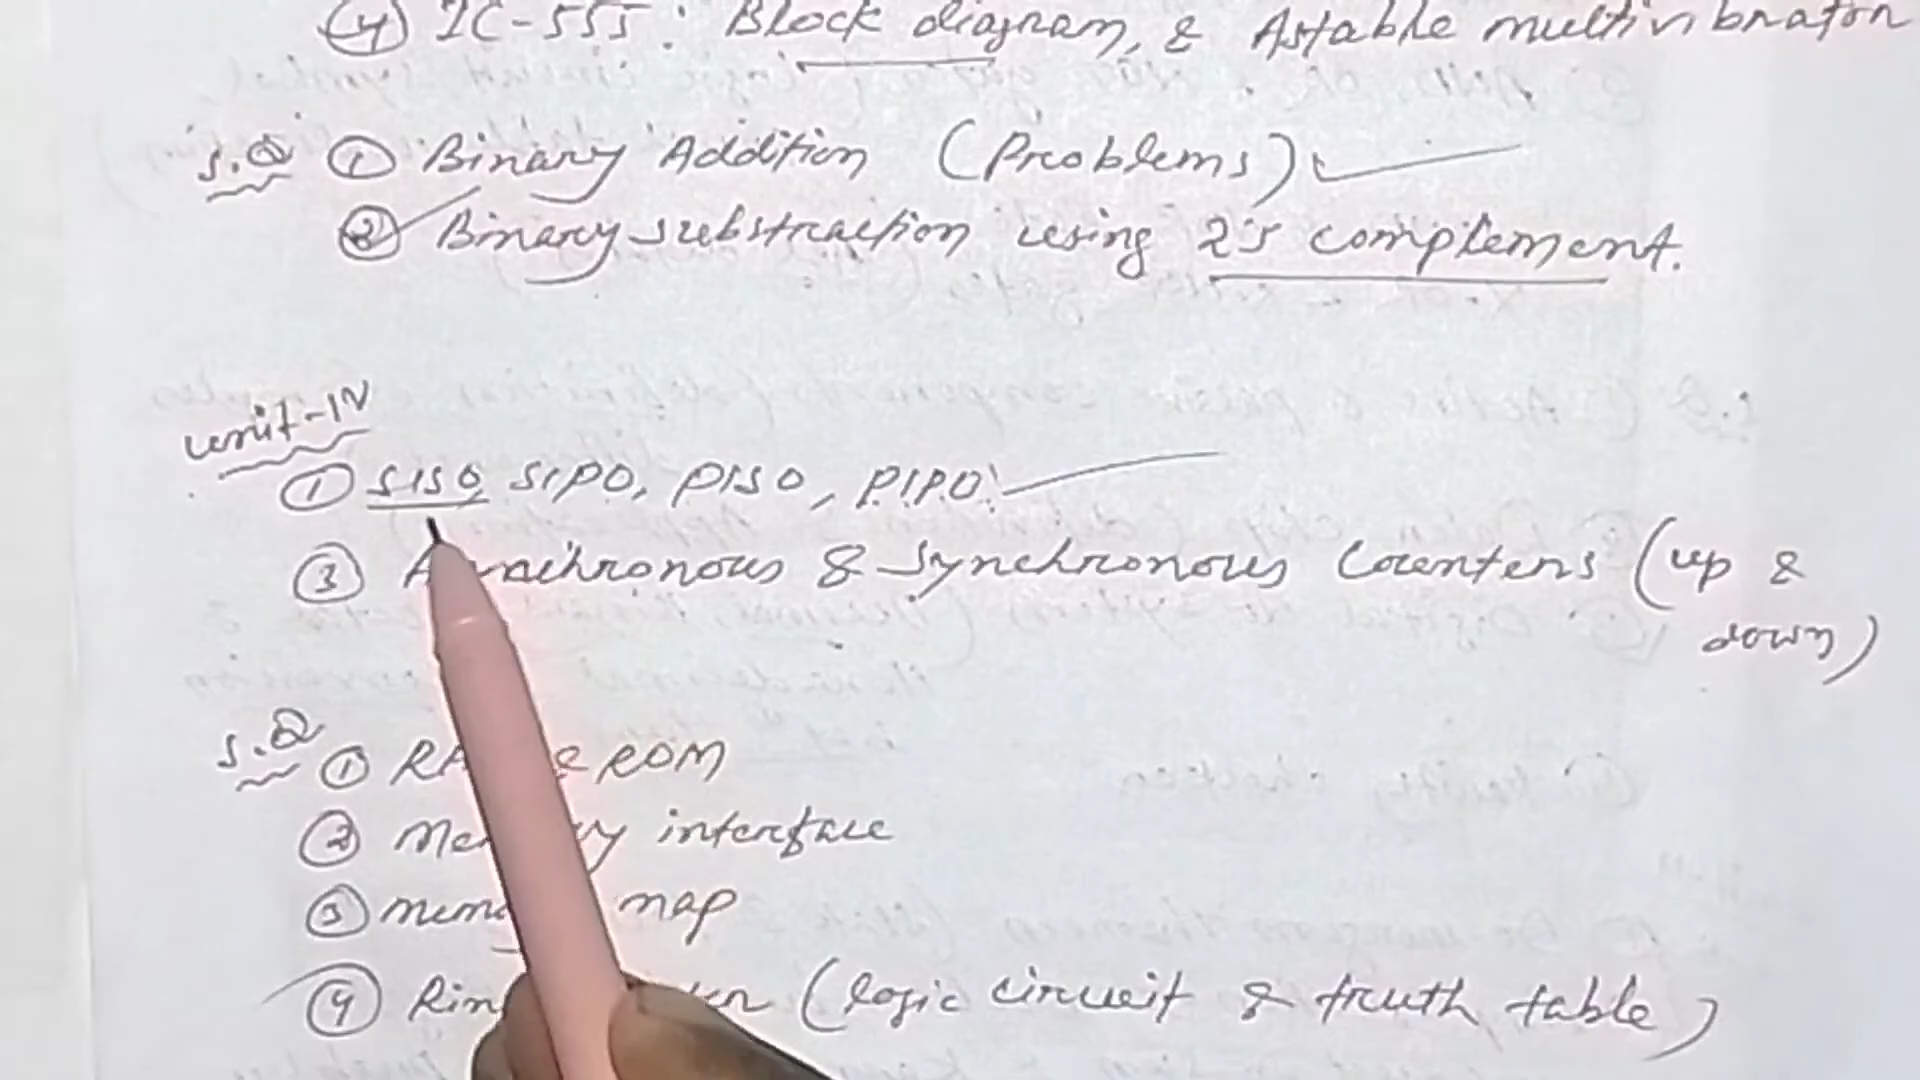 (4) IC-555: Block diagram, & Astable multivibrator
S.Q (1) Binary Addition (Problems)
(2) Binary substraction using 2's complement.
Unit-IV
(1) SISO, SIPO, PISO, PIPO
(3) & Synchronous Counters (up &
down)
S.Q (1) & ROM
(2) interface
(3) map
(4) (logic circuit & truth table)